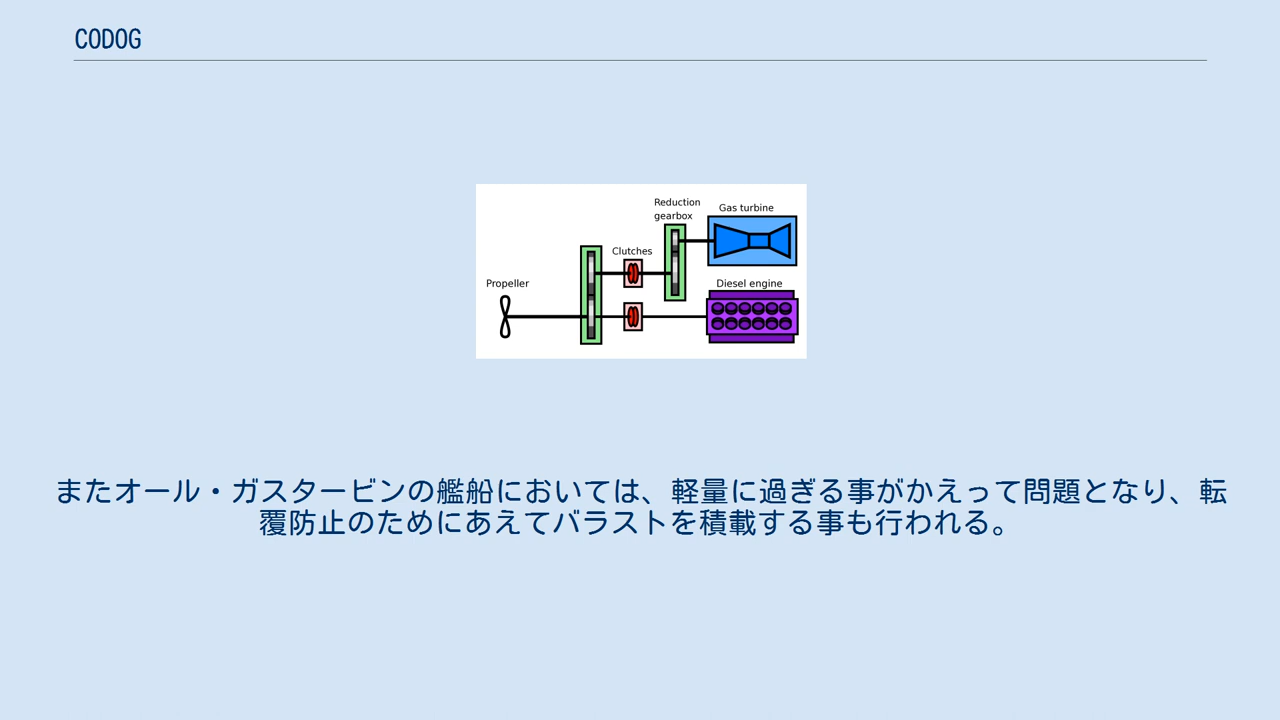 CODOG
Reduction
gearbox
Gas turbine
Clutches
Propeller
Diesel engine
またオール・ガスタービンの艦船においては、軽量に過ぎる事がかえって問題となり、転
覆防止のためにあえてバラストを積載する事も行われる。